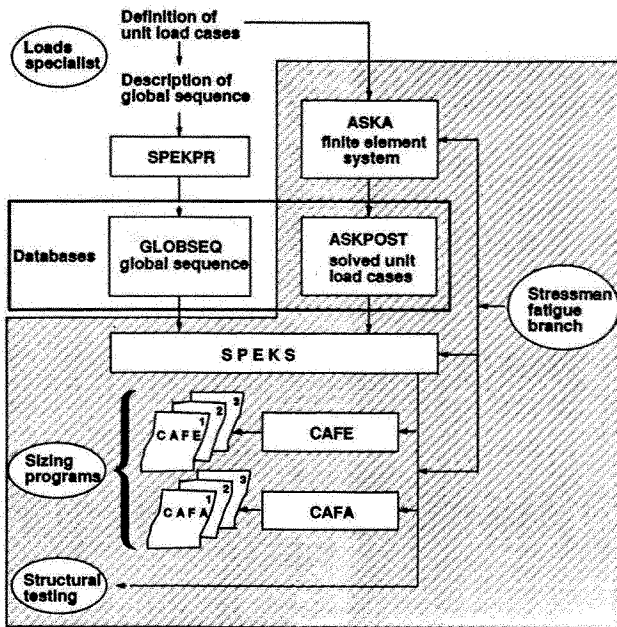 Definition of
unit load cases
Loads
specialist
Description of
global sequence
ASKA
finite element
system
SPEKPR
Databases
GLOBSEQ
global sequence
ASKPOST
solved unit
load cases
Stressmen
fatigue
branch
SPEKS
Sizing
programs
CAFE 1
2
3
CAFE
CAFA 1
2
3
CAFA
Structural
testing